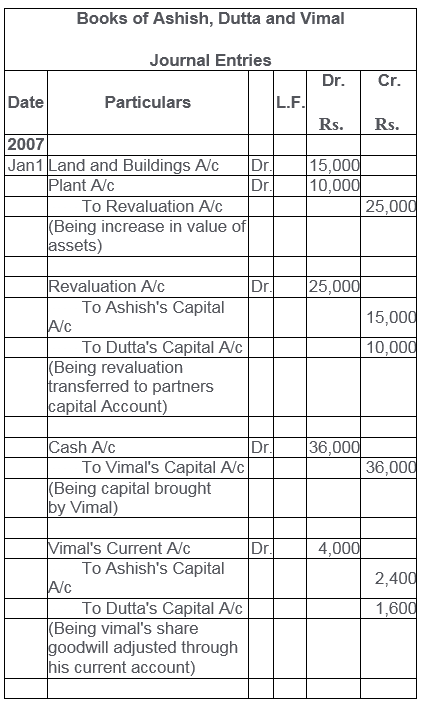 Books of Ashish, Dutta and Vimal
Journal Entries
Date Particulars L.F. Dr. Rs. Cr. Rs.
2007
Jan1 Land and Buildings A/c Dr. 15,000
Plant A/c Dr. 10,000
To Revaluation A/c 25,000
(Being increase in value of
assets)
Revaluation A/c Dr. 25,000
To Ashish's Capital
A/c 15,000
To Dutta's Capital A/c 10,000
(Being revaluation
transferred to partners
capital Account)
Cash A/c Dr. 36,000
To Vimal's Capital A/c 36,000
(Being capital brought
by Vimal)
Vimal's Current A/c Dr. 4,000
To Ashish's Capital
A/c 2,400
To Dutta's Capital A/c 1,600
(Being vimal's share
goodwill adjusted through
his current account)